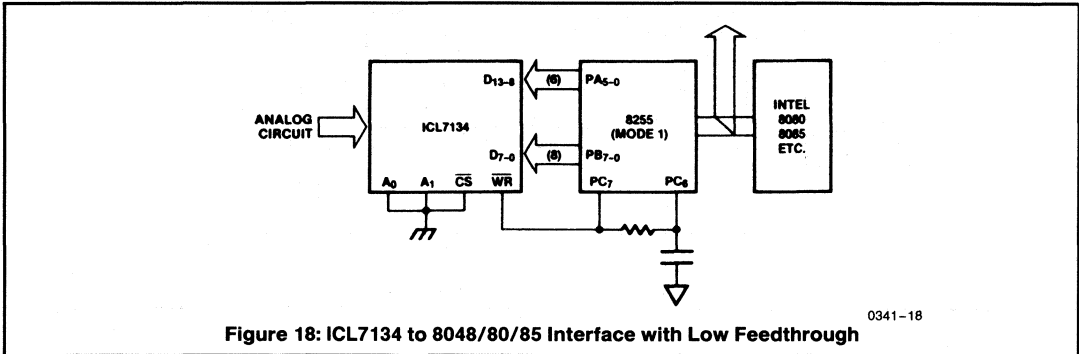 ANALOG
CIRCUIT
ICL7134
D13-8
D7-0
A0 A1 CS WR
(6)
(8)
PA5-0
8255
(MODE 1)
PB7-0
PC7 PC6
INTEL
8080
8085
ETC.
0341-18
Figure 18: ICL7134 to 8048/80/85 Interface with Low Feedthrough